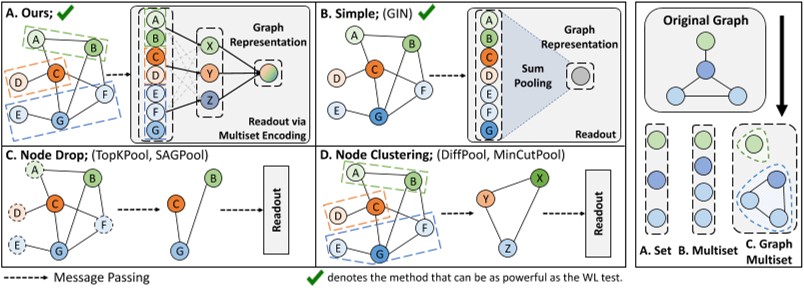 A. Ours; ✔
A
B
C
D
E
F
G
A
B
C
D
E
F
G
X
Y
Z
Graph
Representation
Readout via
Multiset Encoding
B. Simple; (GIN) ✔
A
B
C
D
E
F
G
A
B
C
D
E
F
G
Sum
Pooling
Graph
Representation
Readout
C. Node Drop; (TopKPool, SAGPool)
A
B
C
D
E
F
G
B
C
G
Readout
D. Node Clustering; (DiffPool, MinCutPool)
A
B
C
D
E
F
G
X
Y
Z
Readout
Message Passing
✔ denotes the method that can be as powerful as the WL test.
Original Graph
A. Set
B. Multiset
C. Graph
Multiset